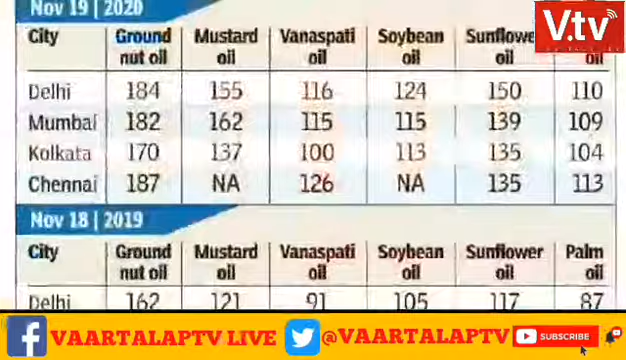 Nov 19 | 2020
V.tv
City Ground nut oil Mustard oil Vanaspati oil Soybean oil Sunflower oil
Delhi 184 155 116 124 150 110
Mumbai 182 162 115 115 139 109
Kolkata 170 137 100 113 135 104
Chennai 187 NA 126 NA 135 113
Nov 18 | 2019
City Ground nut oil Mustard oil Vanaspati oil Soybean oil Sunflower oil Palm oil
Delhi 162 121 91 105 117 87
VAARTALAPTV LIVE @VAARTALAPTV SUBSCRIBE